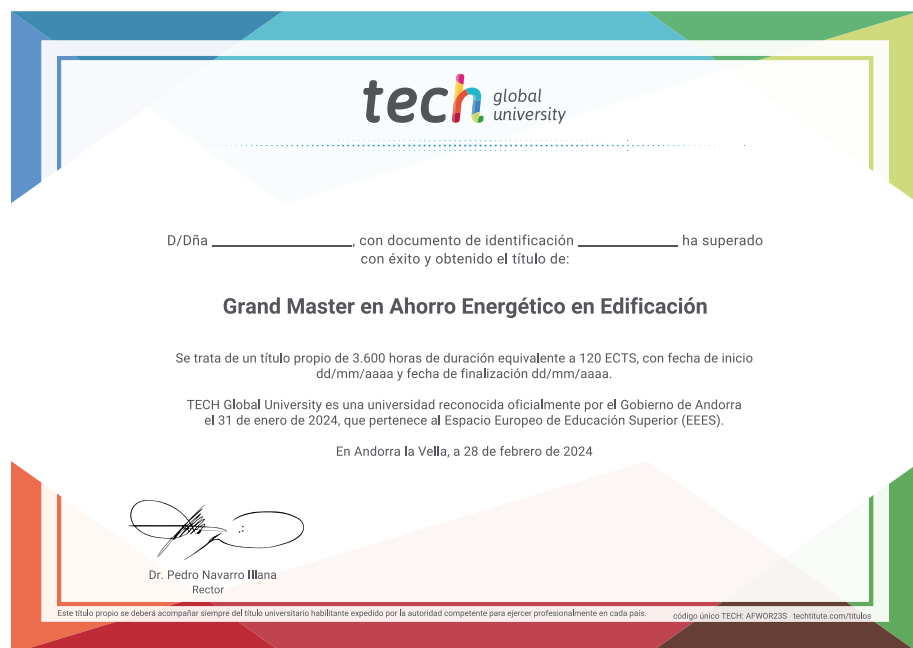 tech global university
D/Dña ______________, con documento de identificación ______________ ha superado
con éxito y obtenido el título de:
Grand Master en Ahorro Energético en Edificación
Se trata de un título propio de 3.600 horas de duración equivalente a 120 ECTS, con fecha de inicio
dd/mm/aaaa y fecha de finalización dd/mm/aaaa.
TECH Global University es una universidad reconocida oficialmente por el Gobierno de Andorra
el 31 de enero de 2024, que pertenece al Espacio Europeo de Educación Superior (EEES).
En Andorra la Vella, a 28 de febrero de 2024
Dr. Pedro Navarro Illana
Rector
Este título propio se deberá acompañar siempre del título universitario habilitante expedido por la autoridad competente para ejercer profesionalmente en cada país.
código único TECH: AFWOR23S techtitute.com/titulos